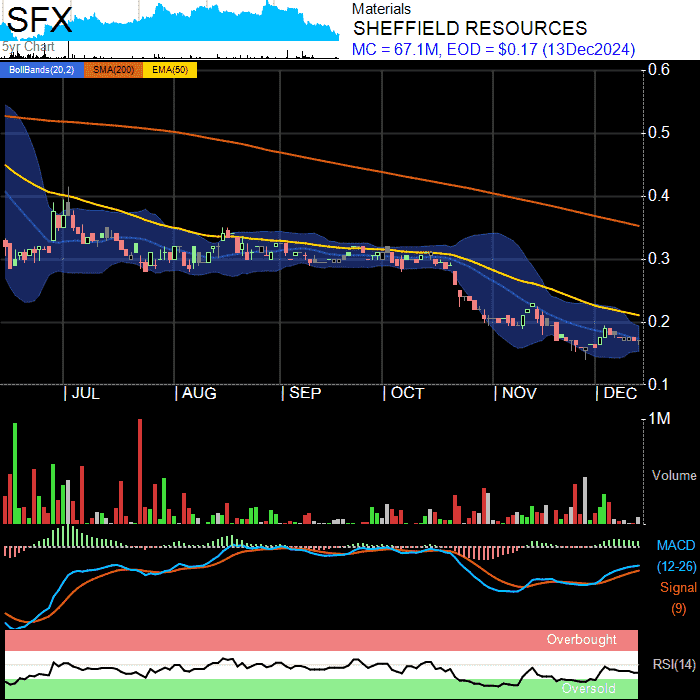 SFX
5yr Chart
Materials
SHEFFIELD RESOURCES
MC = 67.1M, EOD = $0.17 (13Dec2024)
BollBands(20,2) SMA(200) EMA(50)
0.6
0.5
0.4
0.3
0.2
0.1
JUL AUG SEP OCT NOV DEC
1M
Volume
MACD
(12-26)
Signal
(9)
Overbought
RSI(14)
Oversold